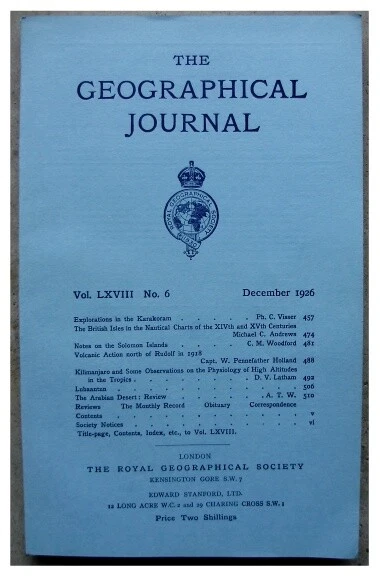 THE
GEOGRAPHICAL
JOURNAL
ROYAL GEOGRAPHICAL SOCIETY
Vol. LXVIII No. 6 December 1926
Explorations in the Karakoram . . . . . Ph. C. Visser 457
The British Isles in the Nautical Charts of the XIVth and XVth Centuries
Michael C. Andrews 474
Notes on the Solomon Islands . . . . C. M. Woodford 481
Volcanic Action north of Rudolf in 1918
Capt. W. Pennefather Holland 488
Kilimanjaro and Some Observations on the Physiology of High Altitudes
in the Tropics . . . . . . . D. V. Latham 492
Lubaantun . . . . . . . . . . 506
The Arabian Desert: Review . . . . . A. T. W. 510
Reviews The Monthly Record Obituary Correspondence
Contents . . . . . . . . . . v
Society Notices . . . . . . . . . vi
Title-page, Contents, Index, etc., to Vol. LXVIII.
LONDON
THE ROYAL GEOGRAPHICAL SOCIETY
KENSINGTON GORE S.W. 7
EDWARD STANFORD, LTD.
12 LONG ACRE W.C. 2 and 29 CHARING CROSS S.W. 1
Price Two Shillings